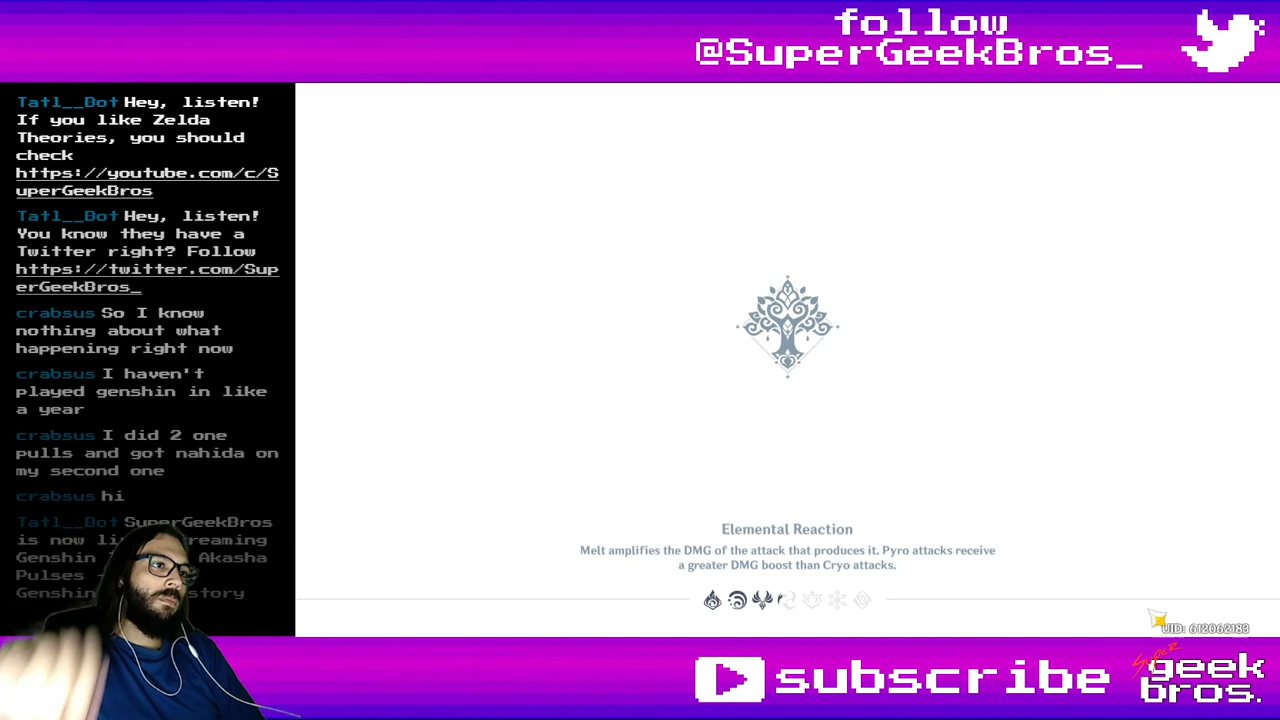 follow
@SuperGeekBros_
Tatl__Bot Hey, listen!
If you like Zelda
Theories, you should
check
https://youtube.com/c/S
uperGeekBros
Tatl__Bot Hey, listen!
You know they have a
Twitter right? Follow
https://twitter.com/Sup
erGeekBros_
crabsus So I know
nothing about what
happening right now
crabsus I haven't
played genshin in like
a year
crabsus I did 2 one
pulls and got nahida on
my second one
crabsus hi
Tatl__Bot SuperGeekBros
is now streaming
Genshin Akasha
Pulses
Genshin story
Elemental Reaction
Melt amplifies the DMG of the attack that produces it. Pyro attacks receive
a greater DMG boost than Cryo attacks.
UID: 612062183
subscribe
SUPER
geek
bros.